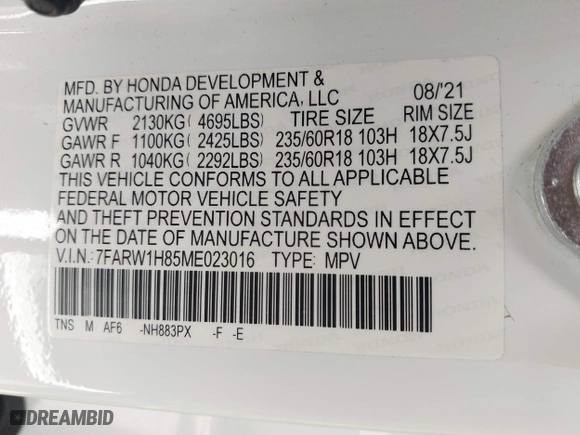 MFD. BY HONDA DEVELOPMENT &
MANUFACTURING OF AMERICA, LLC 08/'21
GVWR 2130KG( 4695LBS) TIRE SIZE RIM SIZE
GAWR F 1100KG( 2425LBS) 235/60R18 103H 18X7.5J
GAWR R 1040KG( 2292LBS) 235/60R18 103H 18X7.5J
THIS VEHICLE CONFORMS TO ALL APPLICABLE
FEDERAL MOTOR VEHICLE SAFETY
AND THEFT PREVENTION STANDARDS IN EFFECT
ON THE DATE OF MANUFACTURE SHOWN ABOVE.
V.I.N.:7FARW1H85ME023016 TYPE: MPV
TNS M AF6 -NH883PX -F -E
DREAMBID